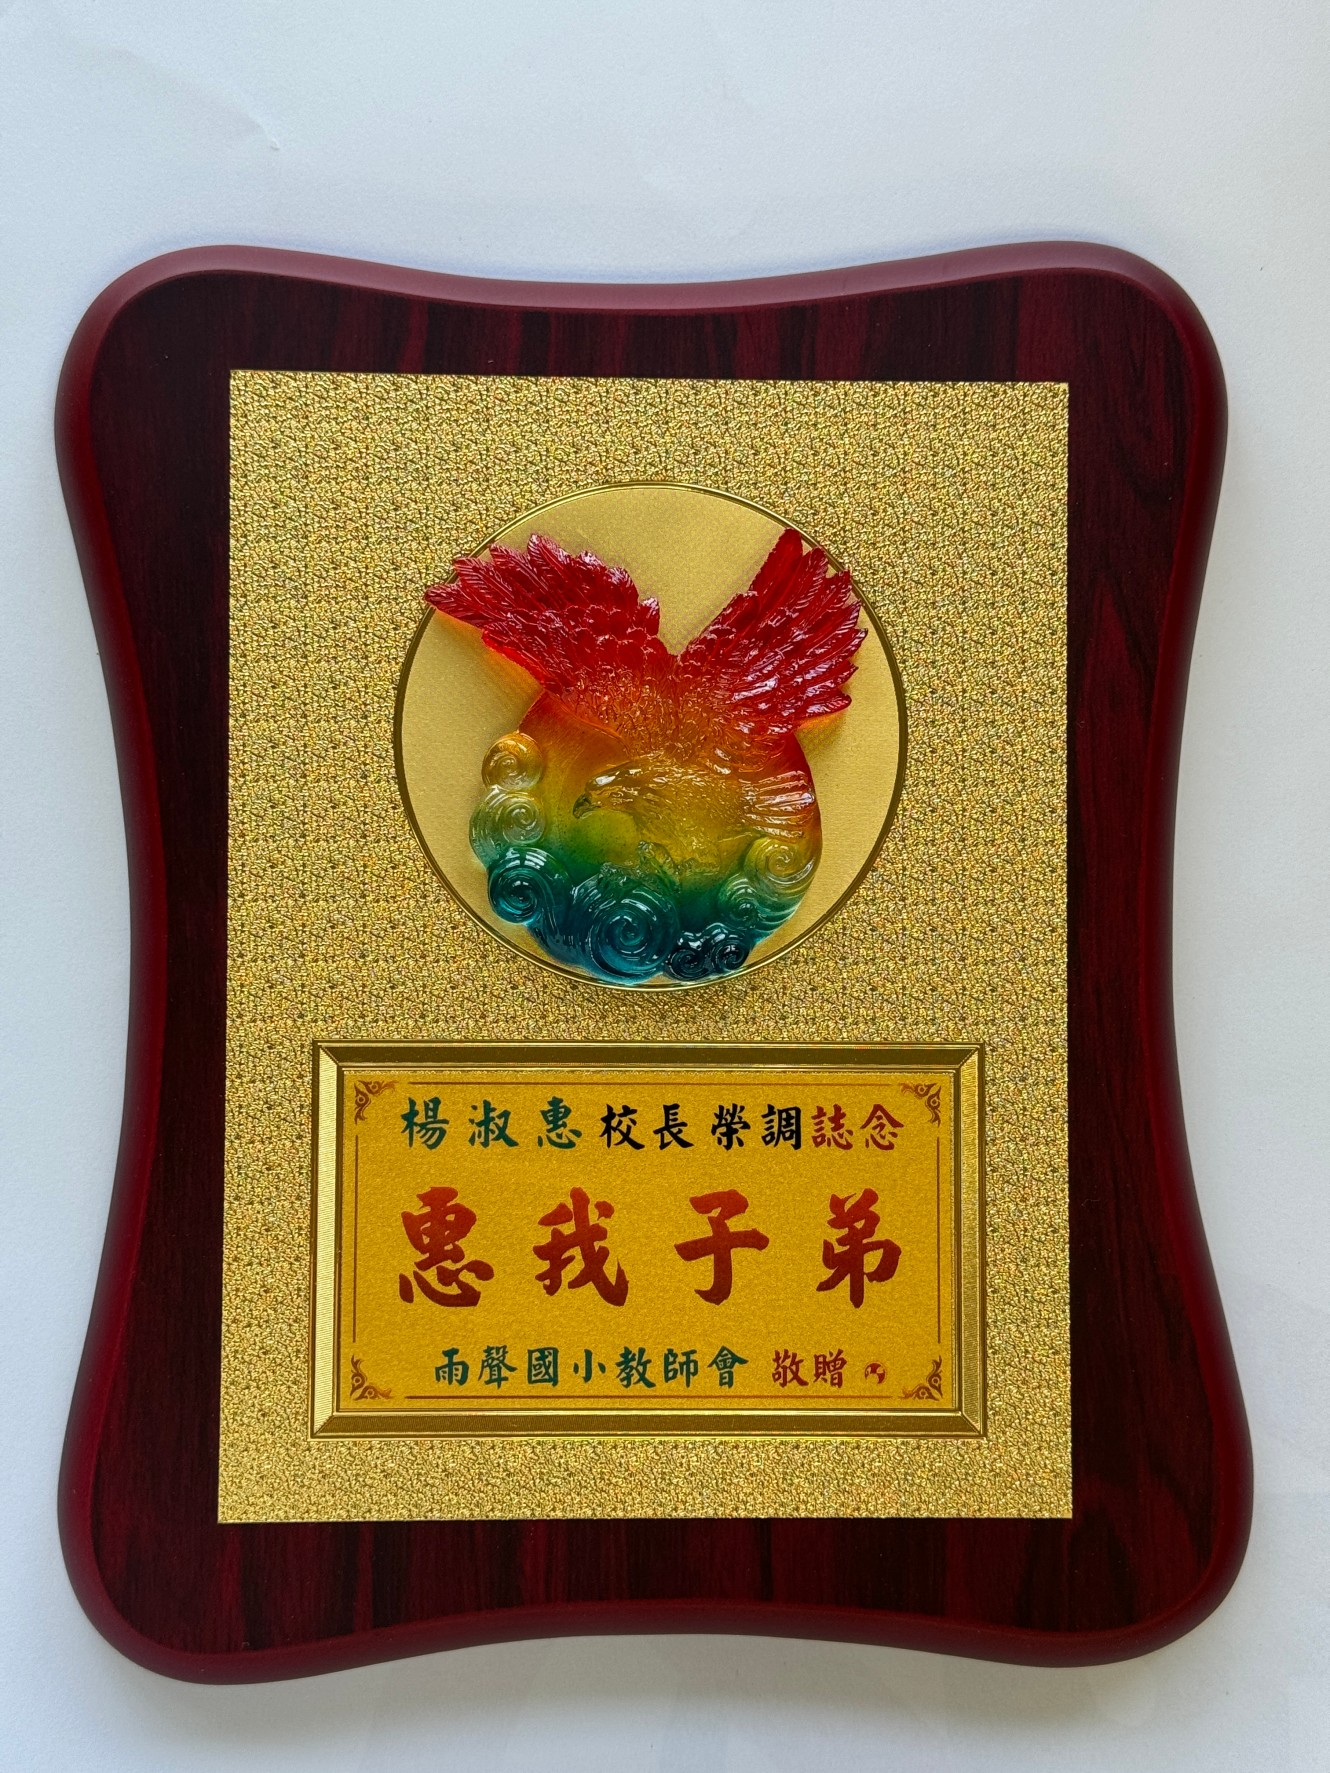 楊淑惠校長榮調誌念
惠我子弟
雨聲國小教師會 敬贈